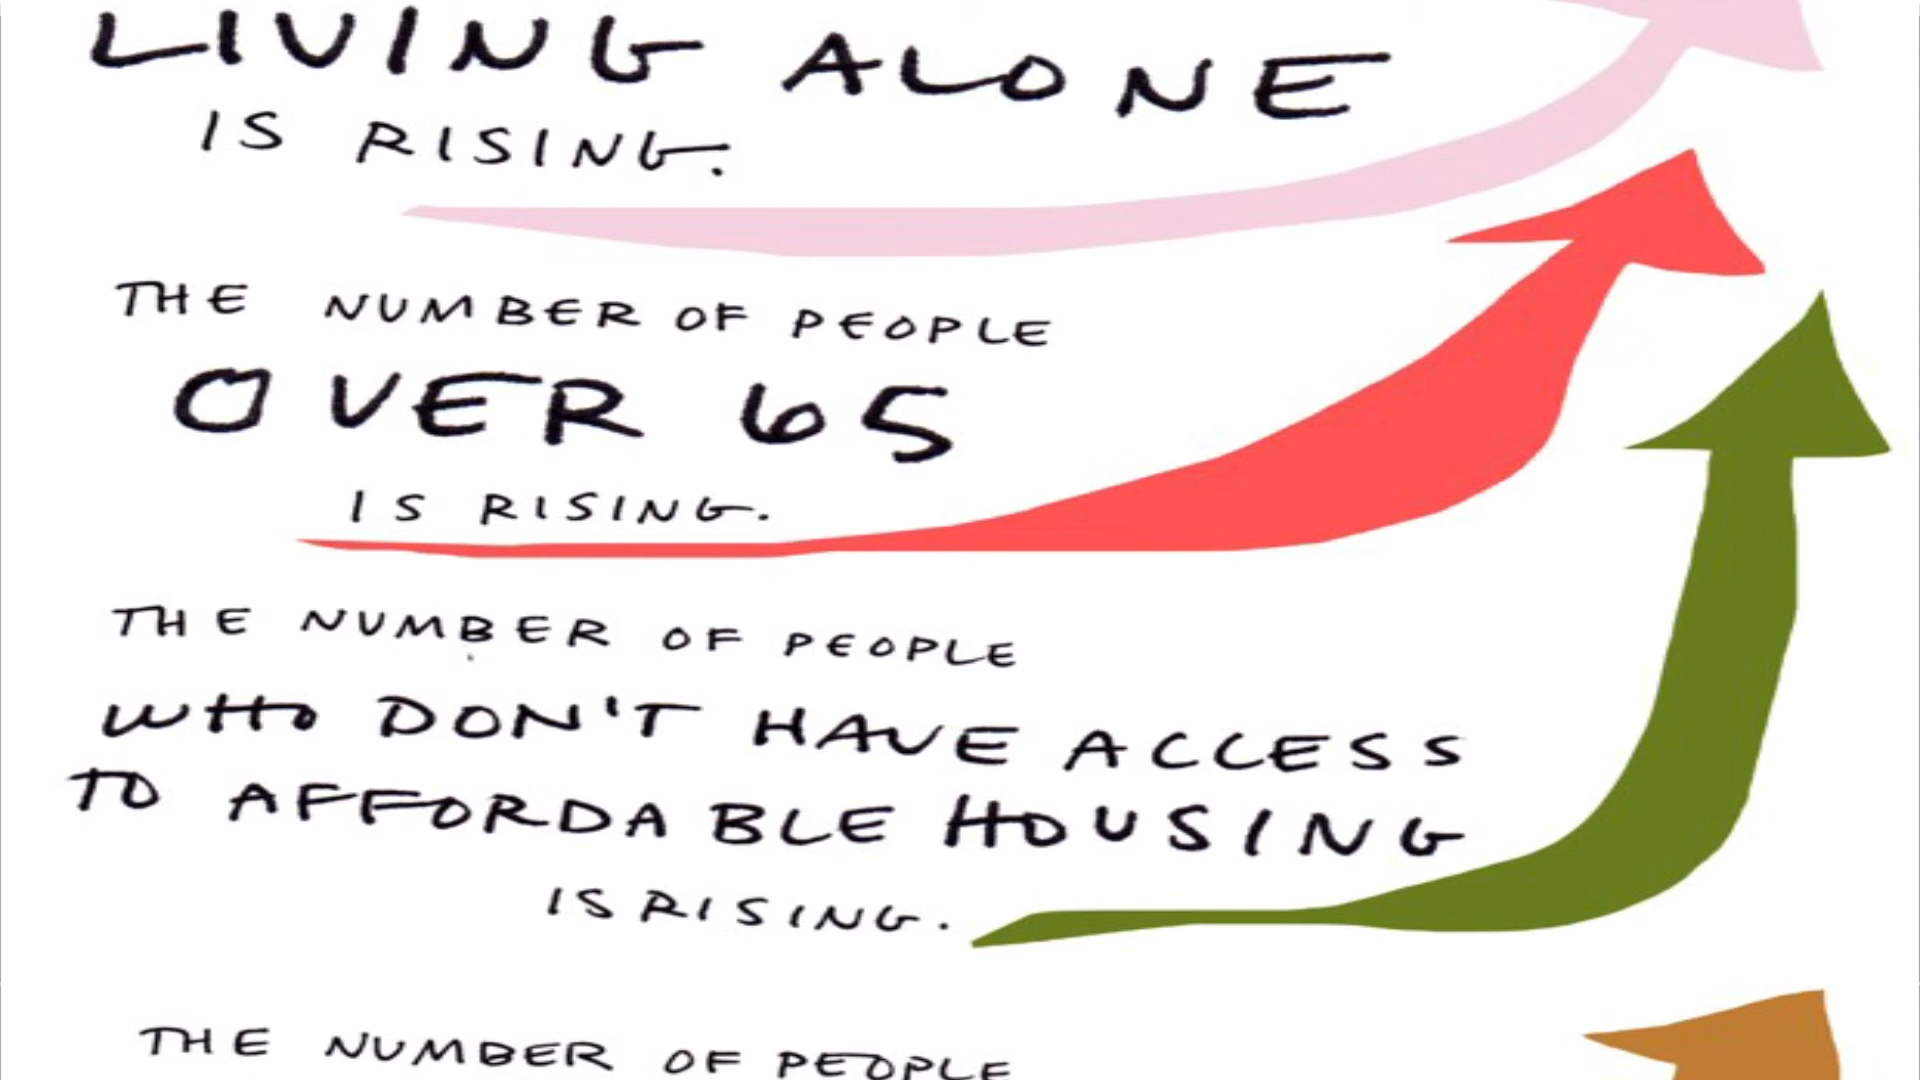 LIVING ALONE
IS RISING.
THE NUMBER OF PEOPLE
OVER 65
IS RISING.
THE NUMBER OF PEOPLE
WHO DON'T HAVE ACCESS
TO AFFORDABLE HOUSING
IS RISING.
THE NUMBER OF PEOPLE